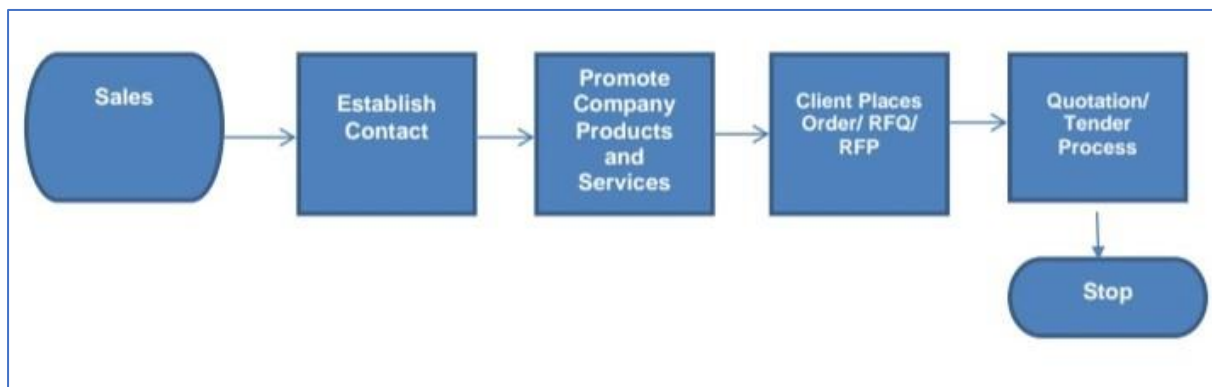 Sales
Establish
Contact
Promote
Company
Products
and
Services
Client Places
Order/ RFQ/
RFP
Quotation/
Tender
Process
Stop